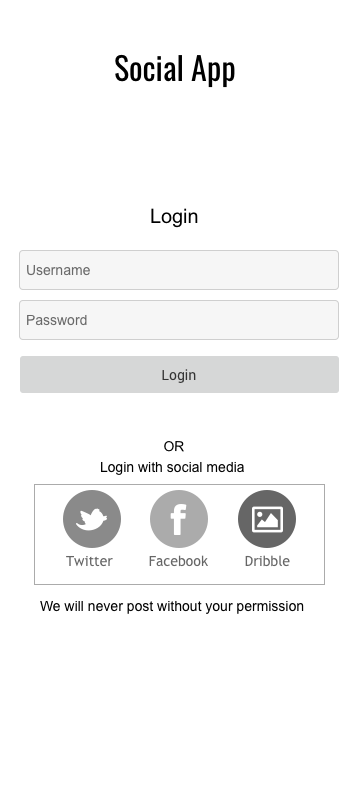 Social App
Login
Username
Password
Login
OR
Login with social media
Twitter Facebook Dribble
We will never post without your permission